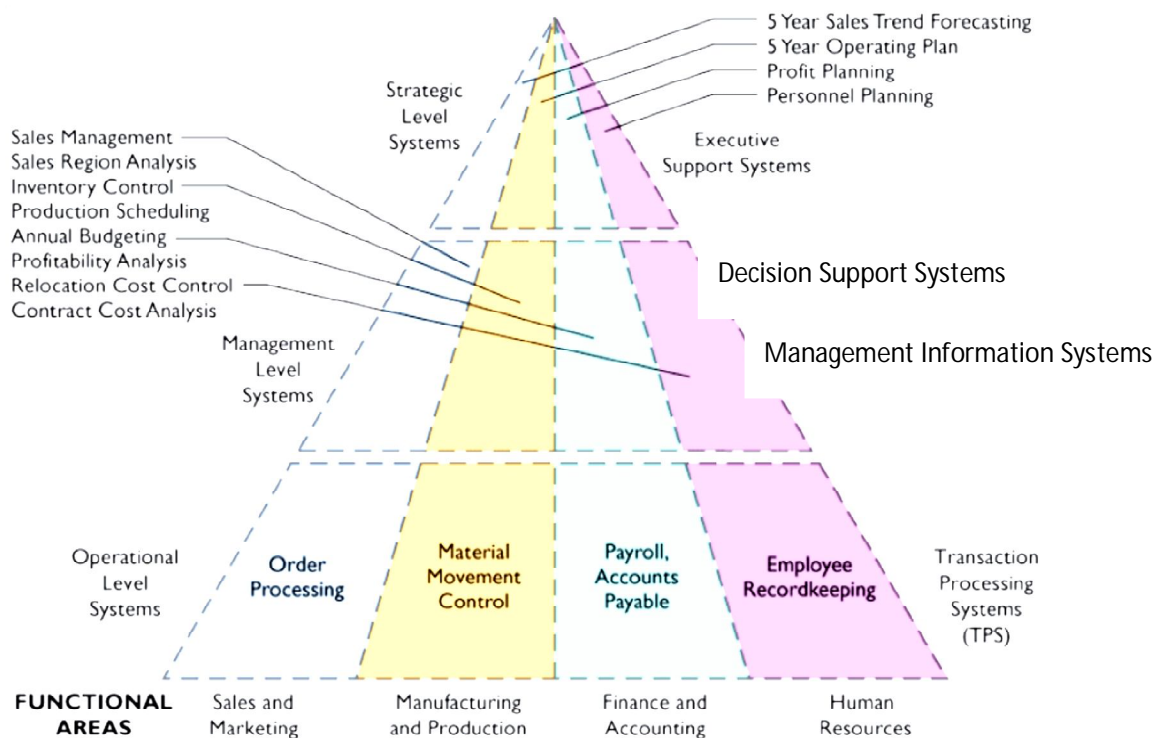 5 Year Sales Trend Forecasting
5 Year Operating Plan
Profit Planning
Personnel Planning
Strategic
Level
Systems
Executive
Support Systems
Sales Management
Sales Region Analysis
Inventory Control
Production Scheduling
Annual Budgeting
Profitability Analysis
Relocation Cost Control
Contract Cost Analysis
Decision Support Systems
Management Information Systems
Management
Level
Systems
Operational
Level
Systems
Order
Processing
Material
Movement
Control
Payroll,
Accounts
Payable
Employee
Recordkeeping
Transaction
Processing
Systems
(TPS)
FUNCTIONAL
AREAS
Sales and
Marketing
Manufacturing
and Production
Finance and
Accounting
Human
Resources